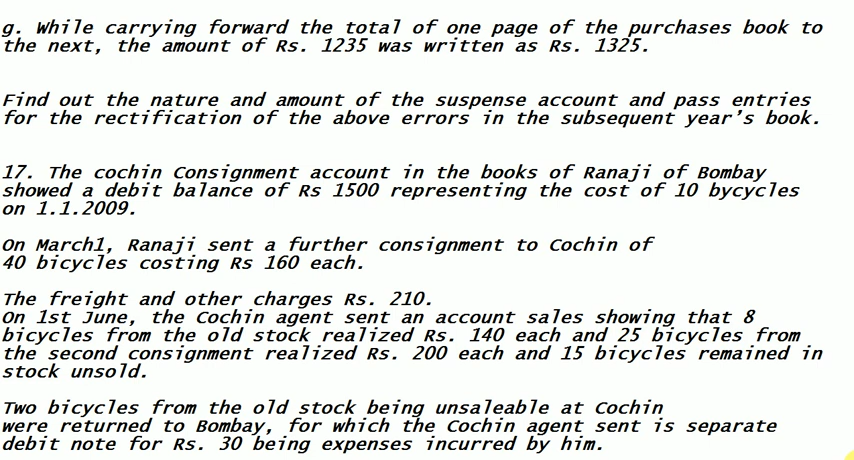 g. While carrying forward the total of one page of the purchases book to
the next, the amount of Rs. 1235 was written as Rs. 1325.
Find out the nature and amount of the suspense account and pass entries
for the rectification of the above errors in the subsequent year's book.
17. The cochin Consignment account in the books of Ranaji of Bombay
showed a debit balance of Rs 1500 representing the cost of 10 bycycles
on 1.1.2009.
On March1, Ranaji sent a further consignment to Cochin of
40 bicycles costing Rs 160 each.
The freight and other charges Rs. 210.
On 1st June, the Cochin agent sent an account sales showing that 8
bicycles from the old stock realized Rs. 140 each and 25 bicycles from
the second consignment realized Rs. 200 each and 15 bicycles remained in
stock unsold.
Two bicycles from the old stock being unsaleable at Cochin
were returned to Bombay, for which the Cochin agent sent is separate
debit note for Rs. 30 being expenses incurred by him.